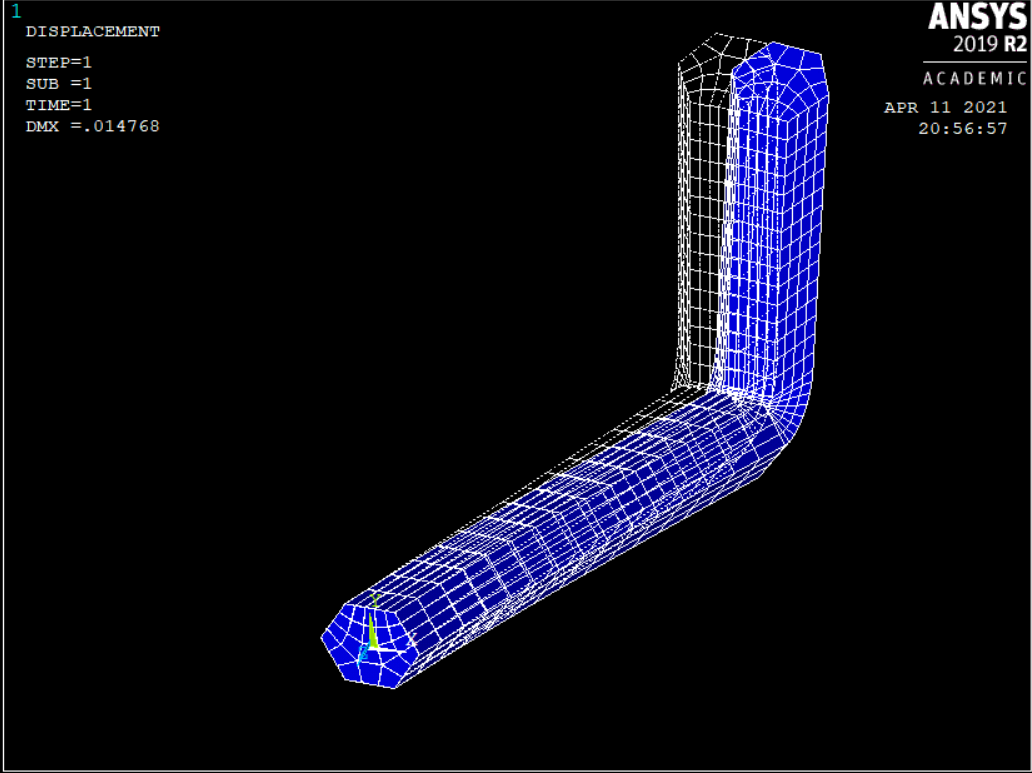 1
DISPLACEMENT
STEP=1
SUB =1
TIME=1
DMX =.014768
ANSYS
2019 R2
ACADEMIC
APR 11 2021
20:56:57